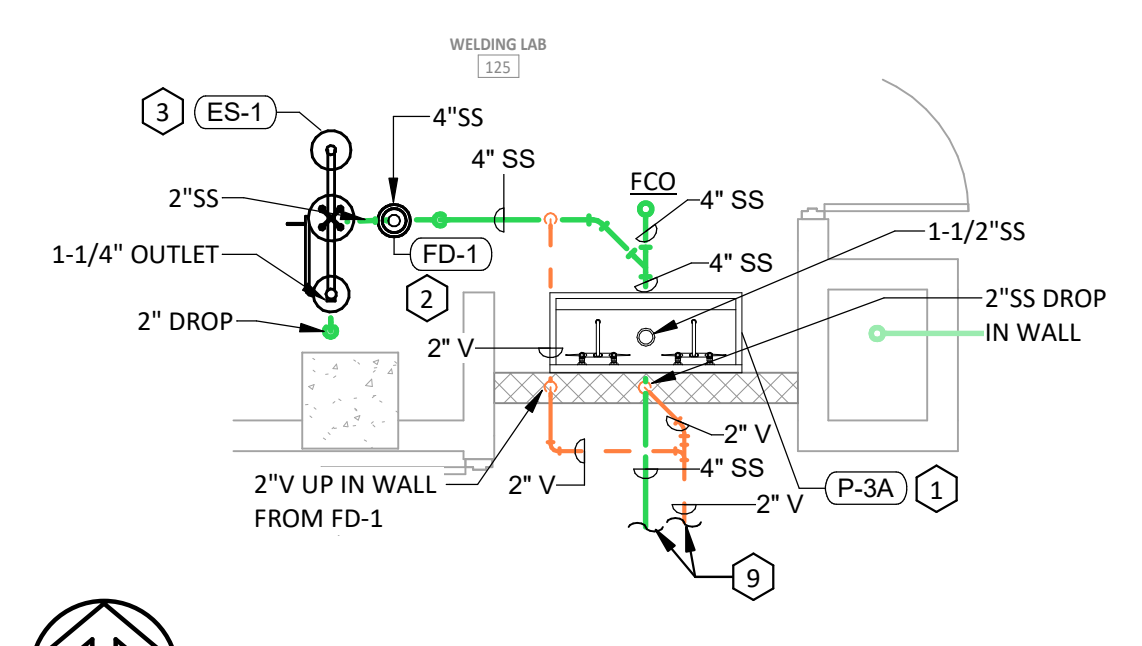 WELDING LAB
125
3
ES-1
4"SS
4" SS
FCO
2"SS
4" SS
1-1/2"SS
FD-1
1-1/4" OUTLET
4" SS
2
2"SS DROP
IN WALL
2" DROP
2" V
2" V
4" SS
2"V UP IN WALL
FROM FD-1
2" V
P-3A
1
2" V
9